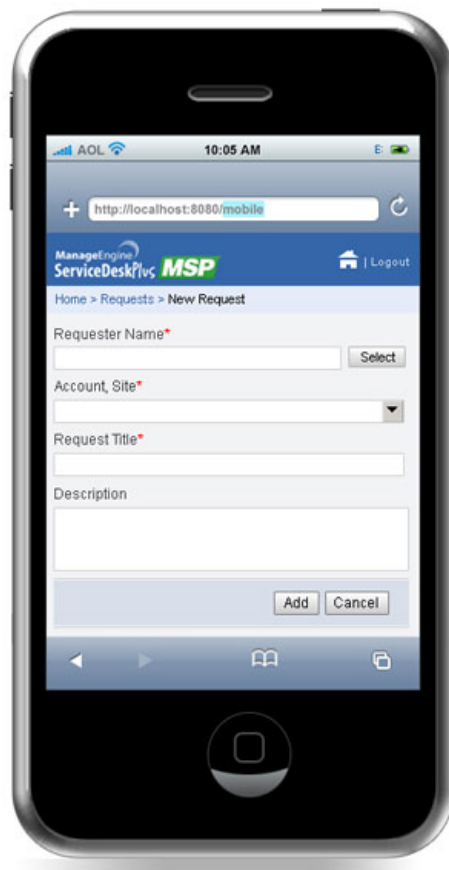 AOL 10:05 AM E
http://localhost:8080/mobile
ManageEngine
ServiceDeskPlus MSP | Logout
Home > Requests > New Request
Requester Name*
Select
Account, Site*
Request Title*
Description
Add Cancel